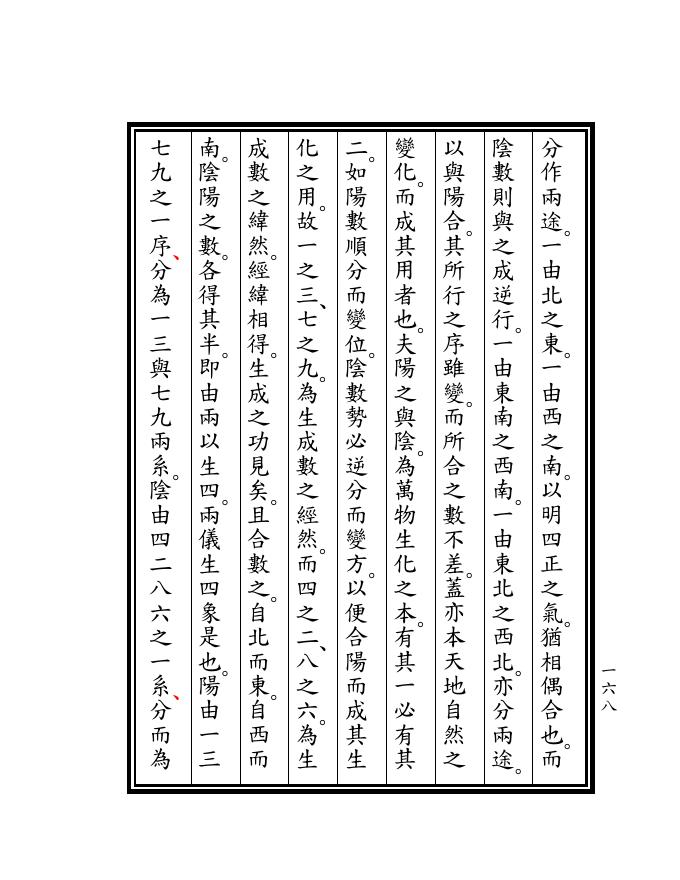 分作兩途。一由北之東。一由西之南。以明四正之氣。猶相偶合也。而
陰數則與之成逆行。一由東南之西南。一由東北之西北。亦分兩途。
以與陽合。其所行之序雖變。而所合之數不差。蓋亦本天地自然之
變化。而成其用者也。夫陽之與陰。為萬物生化之本。有其一必有其
二。如陽數順分而變位。陰數勢必逆分而變方。以便合陽而成其生
化之用。故一之三、七之九。為生成數之經然。而四之二、八之六。為生
成數之緯然。經緯相得。生成之功見矣。且合數之。自北而東。自西而
南。陰陽之數。各得其半。即由兩以生四。兩儀生四象是也。陽由一三
七九之一序、分為一三與七九兩系。陰由四二八六之一系、分而為
一六八